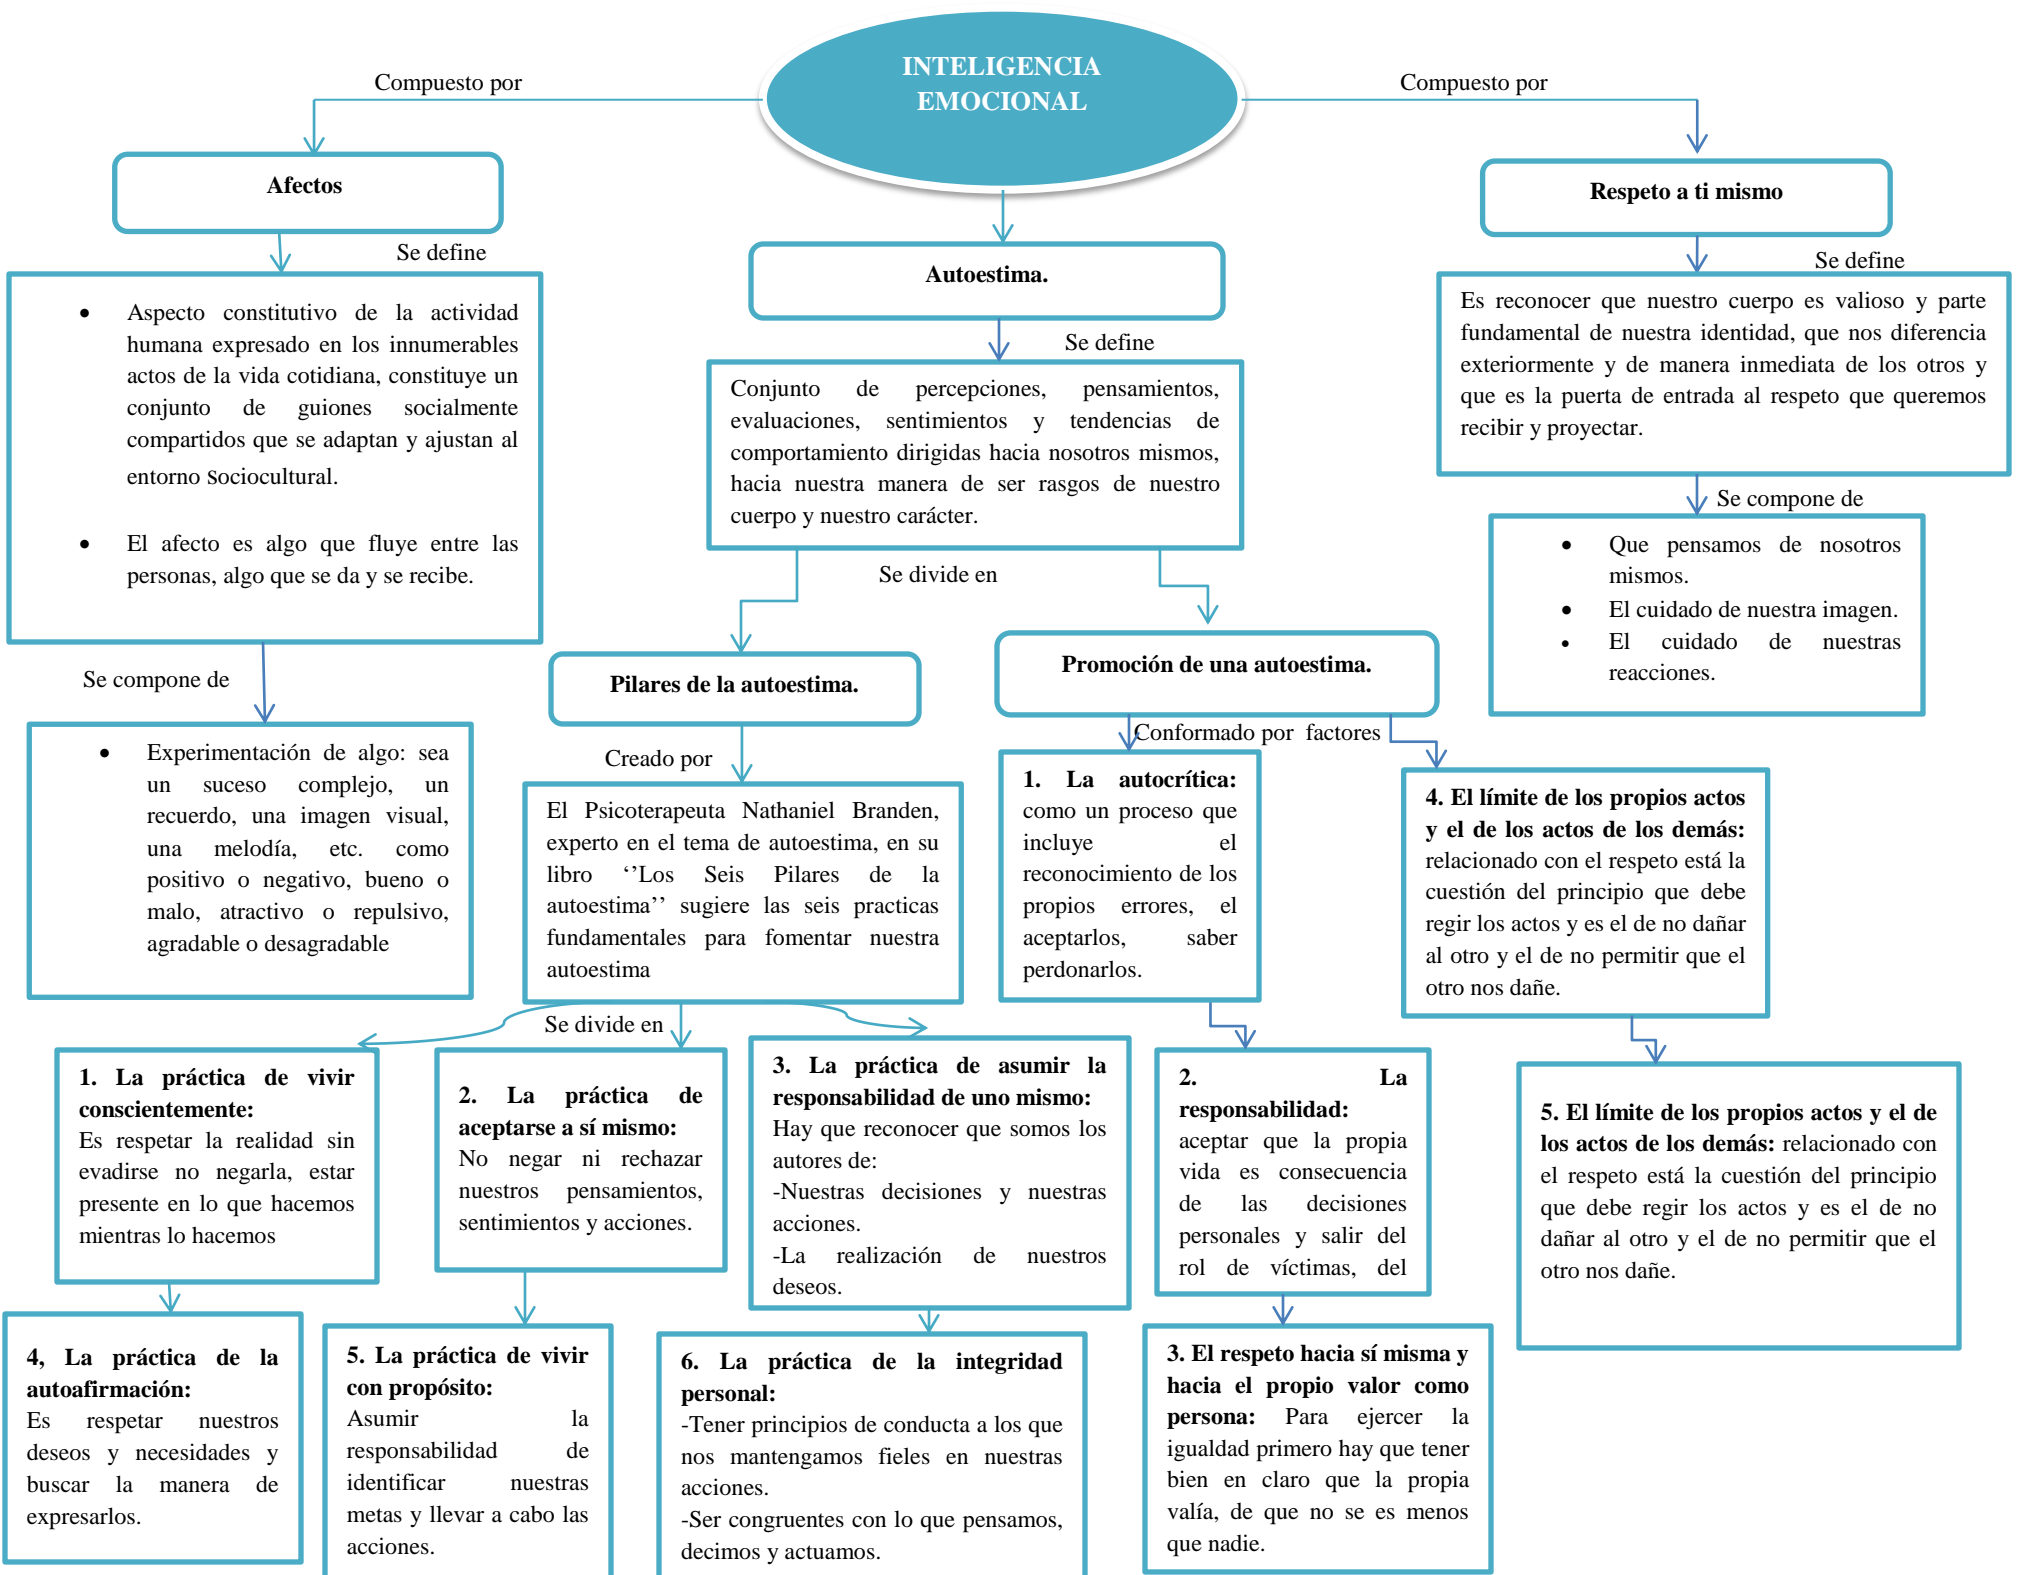 INTELIGENCIA
EMOCIONAL
Compuesto por
Compuesto por
Afectos
Respeto a ti mismo
Se define
Autoestima.
Se define
Aspecto constitutivo de la actividad
humana expresado en los innumerables
actos de la vida cotidiana, constituye un
conjunto de guiones socialmente
compartidos que se adaptan y ajustan al
entorno Sociocultural.
El afecto es algo que fluye entre las
personas, algo que se da y se recibe.
Se define
Conjunto de percepciones, pensamientos,
evaluaciones, sentimientos y tendencias de
comportamiento dirigidas hacia nosotros mismos,
hacia nuestra manera de ser rasgos de nuestro
cuerpo y nuestro carácter.
Es reconocer que nuestro cuerpo es valioso y parte
fundamental de nuestra identidad, que nos diferencia
exteriormente y de manera inmediata de los otros y
que es la puerta de entrada al respeto que queremos
recibir y proyectar.
Se compone de
Que pensamos de nosotros
mismos.
El cuidado de nuestra imagen.
El cuidado de nuestras
reacciones.
Se divide en
Se compone de
Pilares de la autoestima.
Promoción de una autoestima.
Experimentación de algo: sea
un suceso complejo, un
recuerdo, una imagen visual,
una melodía, etc. como
positivo o negativo, bueno o
malo, atractivo o repulsivo,
agradable o desagradable
Creado por
El Psicoterapeuta Nathaniel Branden,
experto en el tema de autoestima, en su
libro ‘’Los Seis Pilares de la
autoestima’’ sugiere las seis practicas
fundamentales para fomentar nuestra
autoestima
Conformado por factores
1. La autocrítica:
como un proceso que
incluye el
reconocimiento de los
propios errores, el
aceptarlos, saber
perdonarlos.
4. El límite de los propios actos
y el de los actos de los demás:
relacionado con el respeto está la
cuestión del principio que debe
regir los actos y es el de no dañar
al otro y el de no permitir que el
otro nos dañe.
Se divide en
1. La práctica de vivir
conscientemente:
Es respetar la realidad sin
evadirse no negarla, estar
presente en lo que hacemos
mientras lo hacemos
2. La práctica de
aceptarse a sí mismo:
No negar ni rechazar
nuestros pensamientos,
sentimientos y acciones.
3. La práctica de asumir la
responsabilidad de uno mismo:
Hay que reconocer que somos los
autores de:
-Nuestras decisiones y nuestras
acciones.
-La realización de nuestros
deseos.
2. La
responsabilidad:
aceptar que la propia
vida es consecuencia
de las decisiones
personales y salir del
rol de víctimas, del
5. El límite de los propios actos y el de
los actos de los demás: relacionado con
el respeto está la cuestión del principio
que debe regir los actos y es el de no
dañar al otro y el de no permitir que el
otro nos dañe.
4, La práctica de la
autoafirmación:
Es respetar nuestros
deseos y necesidades y
buscar la manera de
expresarlos.
5. La práctica de vivir
con propósito:
Asumir la
responsabilidad de
identificar nuestras
metas y llevar a cabo las
acciones.
6. La práctica de la integridad
personal:
-Tener principios de conducta a los que
nos mantengamos fieles en nuestras
acciones.
-Ser congruentes con lo que pensamos,
decimos y actuamos.
3. El respeto hacia sí misma y
hacia el propio valor como
persona: Para ejercer la
igualdad primero hay que tener
bien en claro que la propia
valía, de que no se es menos
que nadie.